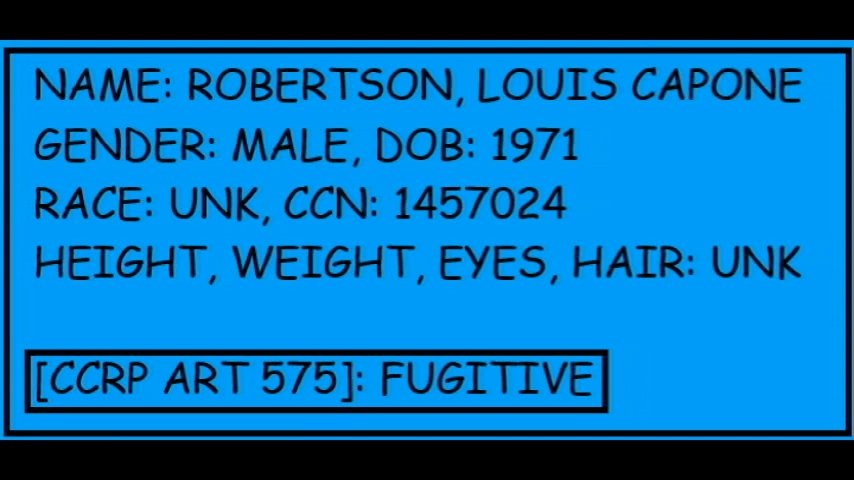 NAME: ROBERTSON, LOUIS CAPONE
GENDER: MALE, DOB: 1971
RACE: UNK, CCN: 1457024
HEIGHT, WEIGHT, EYES, HAIR: UNK
[CCRP ART 575]: FUGITIVE